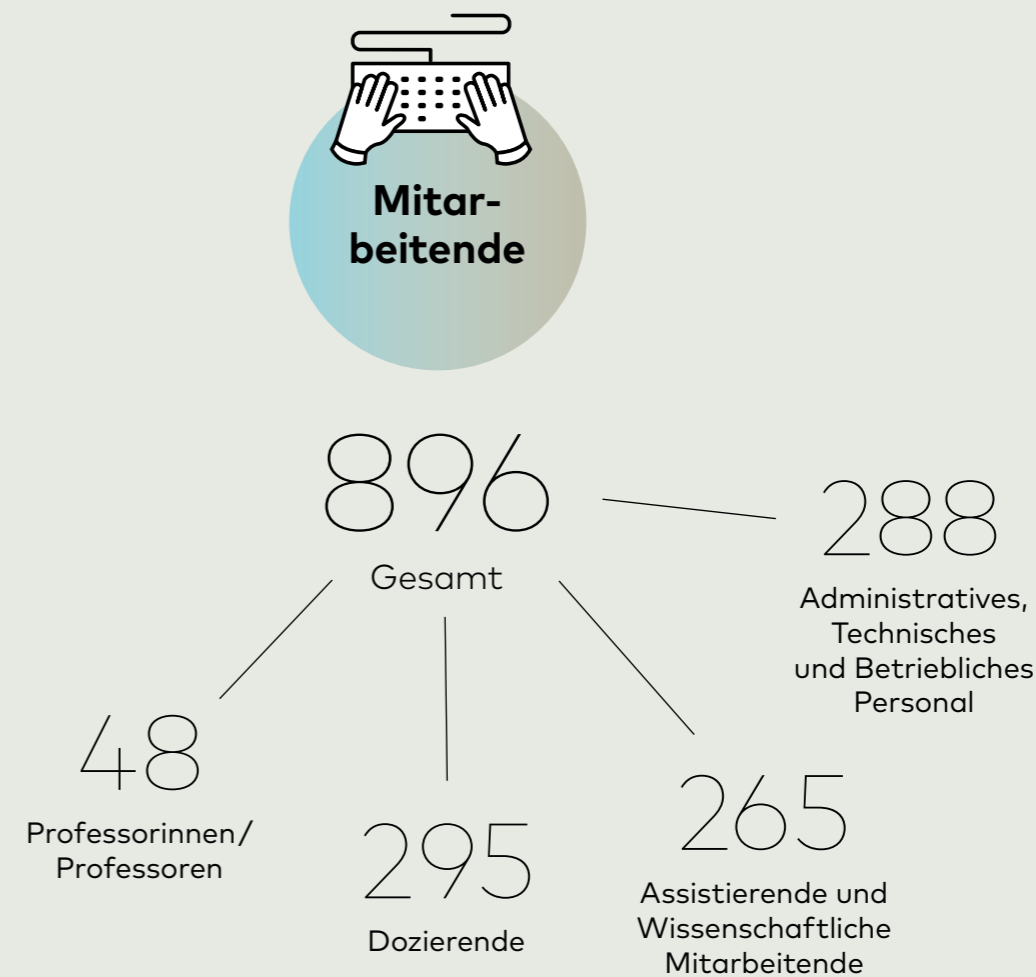 Mitar-
beitende
896
Gesamt
288
Administratives,
Technisches
und Betriebliches
Personal
48
Professorinnen/
Professoren
295
Dozierende
265
Assistierende und
Wissenschaftliche
Mitarbeitende